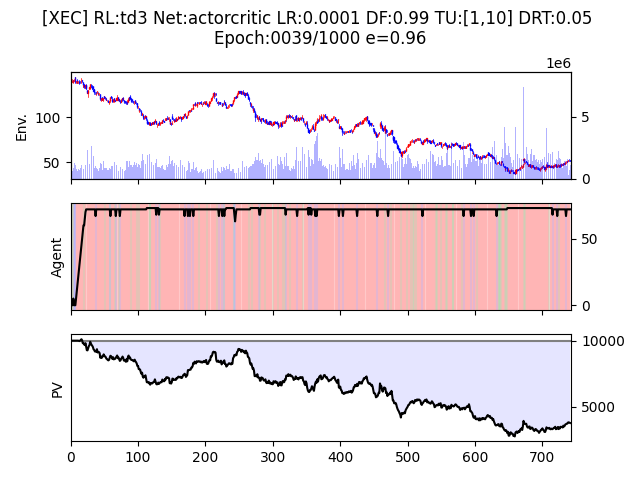 [XEC] RL:td3 Net:actorcritic LR:0.0001 DF:0.99 TU:[1,10] DRT:0.05
Epoch:0039/1000 e=0.96
1e6
Env.
100
50
5
0
Agent
50
0
PV
10000
5000
0 100 200 300 400 500 600 700